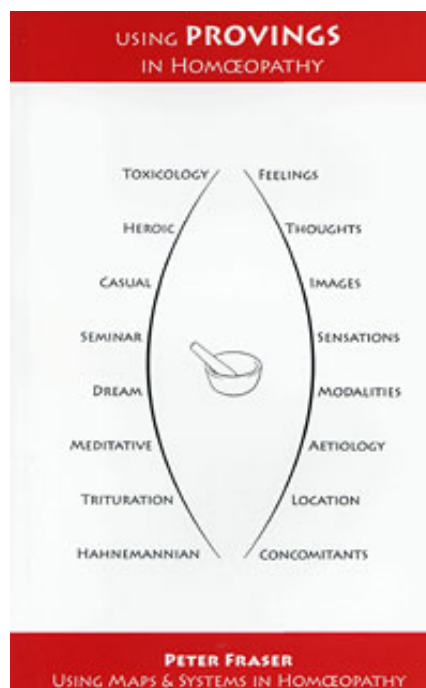 USING PROVINGS
IN HOMŒOPATHY
TOXICOLOGY FEELINGS
HEROIC THOUGHTS
CASUAL IMAGES
SEMINAR SENSATIONS
DREAM MODALITIES
MEDITATIVE AETIOLOGY
TRITURATION LOCATION
HAHNEMANNIAN CONCOMITANTS
PETER FRASER
USING MAPS & SYSTEMS IN HOMŒOPATHY